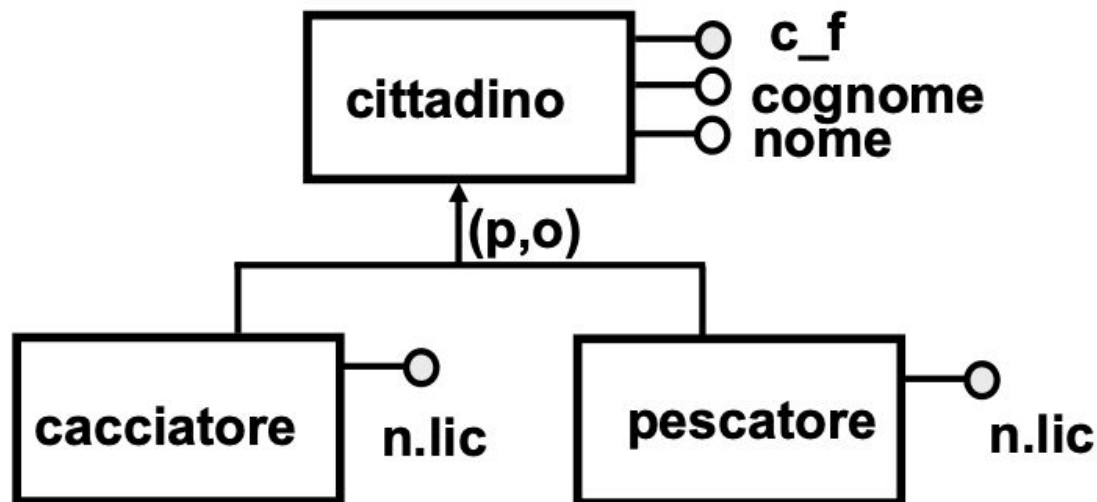 c_f
cittadino
cognome
nome
(p,o)
cacciatore
n.lic
pescatore
n.lic